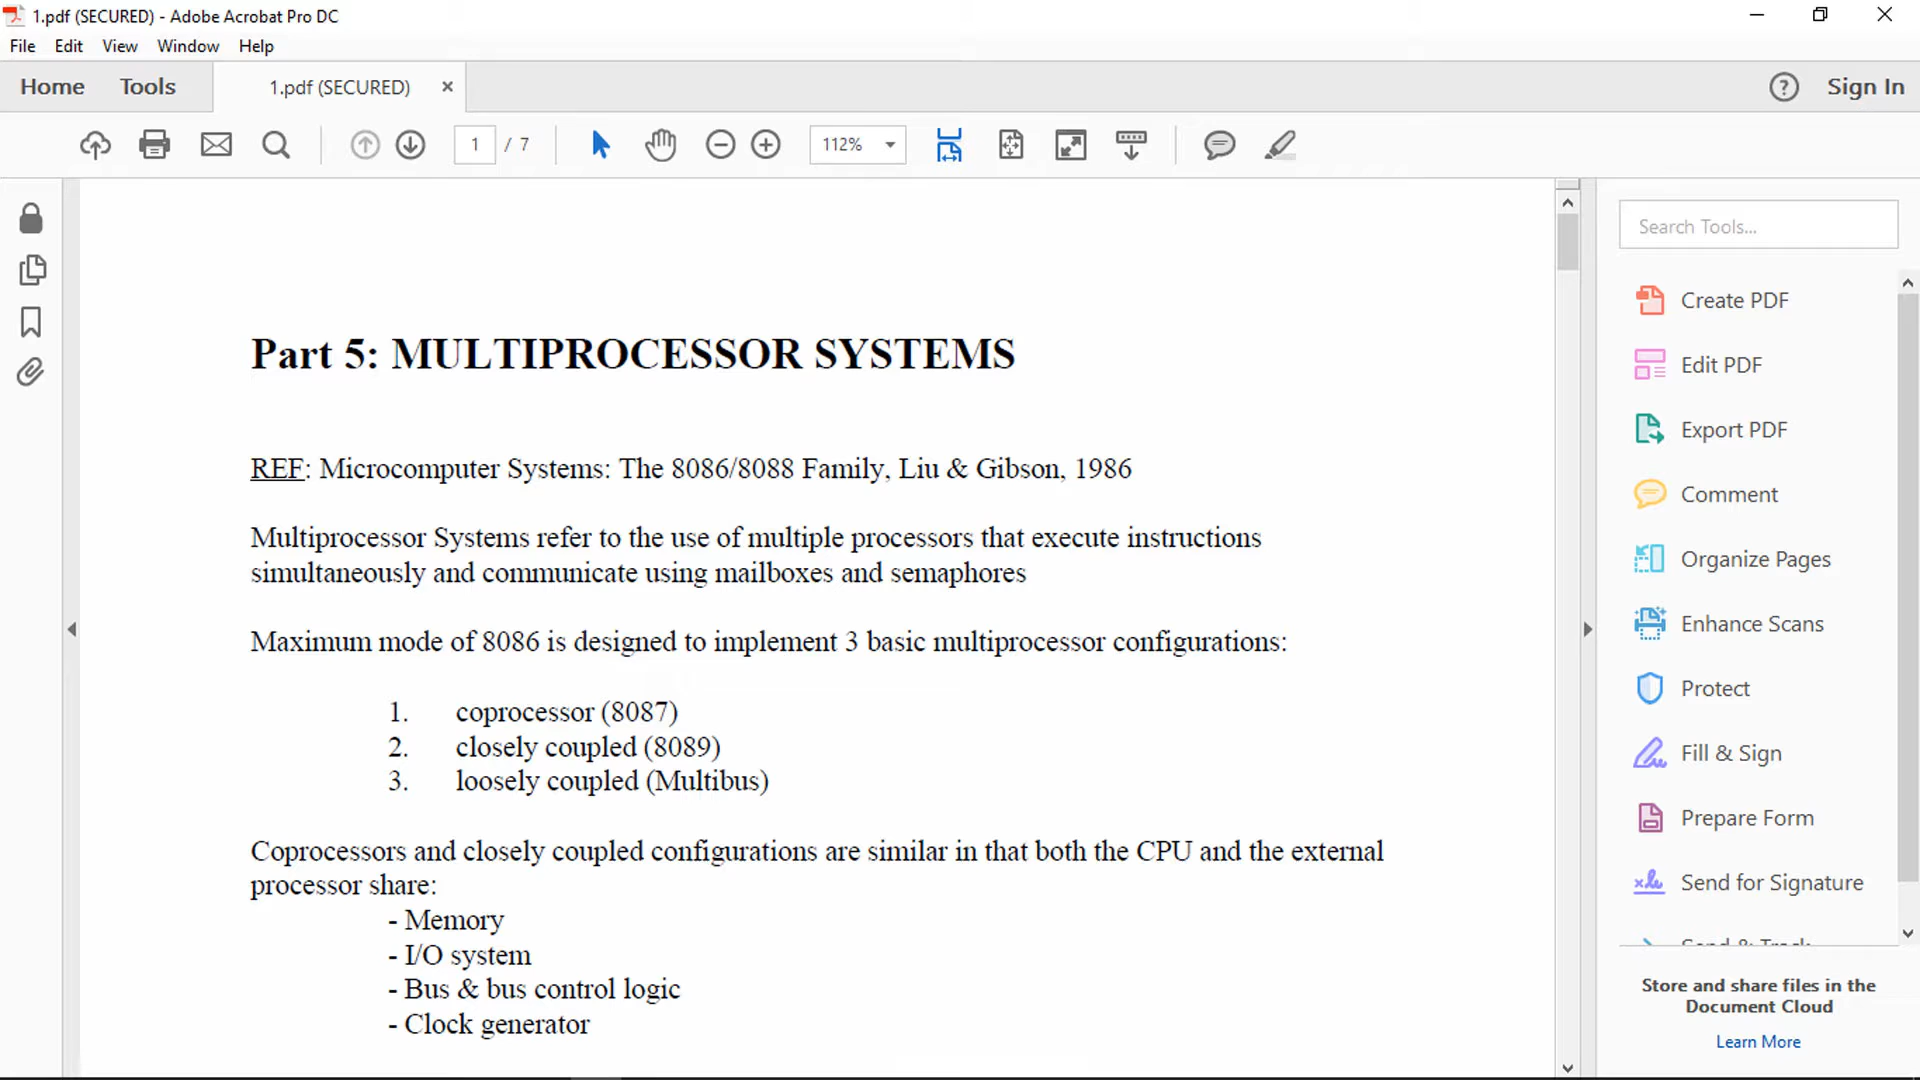 1.pdf (SECURED) - Adobe Acrobat Pro DC
File Edit View Window Help
Home Tools 1.pdf (SECURED) × Sign In
1 / 7 112%
Search Tools...
Create PDF
Edit PDF
Export PDF
Comment
Organize Pages
Enhance Scans
Protect
Fill & Sign
Prepare Form
Send for Signature
Send & Track
Store and share files in the
Document Cloud
Learn More
Part 5: MULTIPROCESSOR SYSTEMS
REF: Microcomputer Systems: The 8086/8088 Family, Liu & Gibson, 1986
Multiprocessor Systems refer to the use of multiple processors that execute instructions
simultaneously and communicate using mailboxes and semaphores
Maximum mode of 8086 is designed to implement 3 basic multiprocessor configurations:
1. coprocessor (8087)
2. closely coupled (8089)
3. loosely coupled (Multibus)
Coprocessors and closely coupled configurations are similar in that both the CPU and the external
processor share:
- Memory
- I/O system
- Bus & bus control logic
- Clock generator